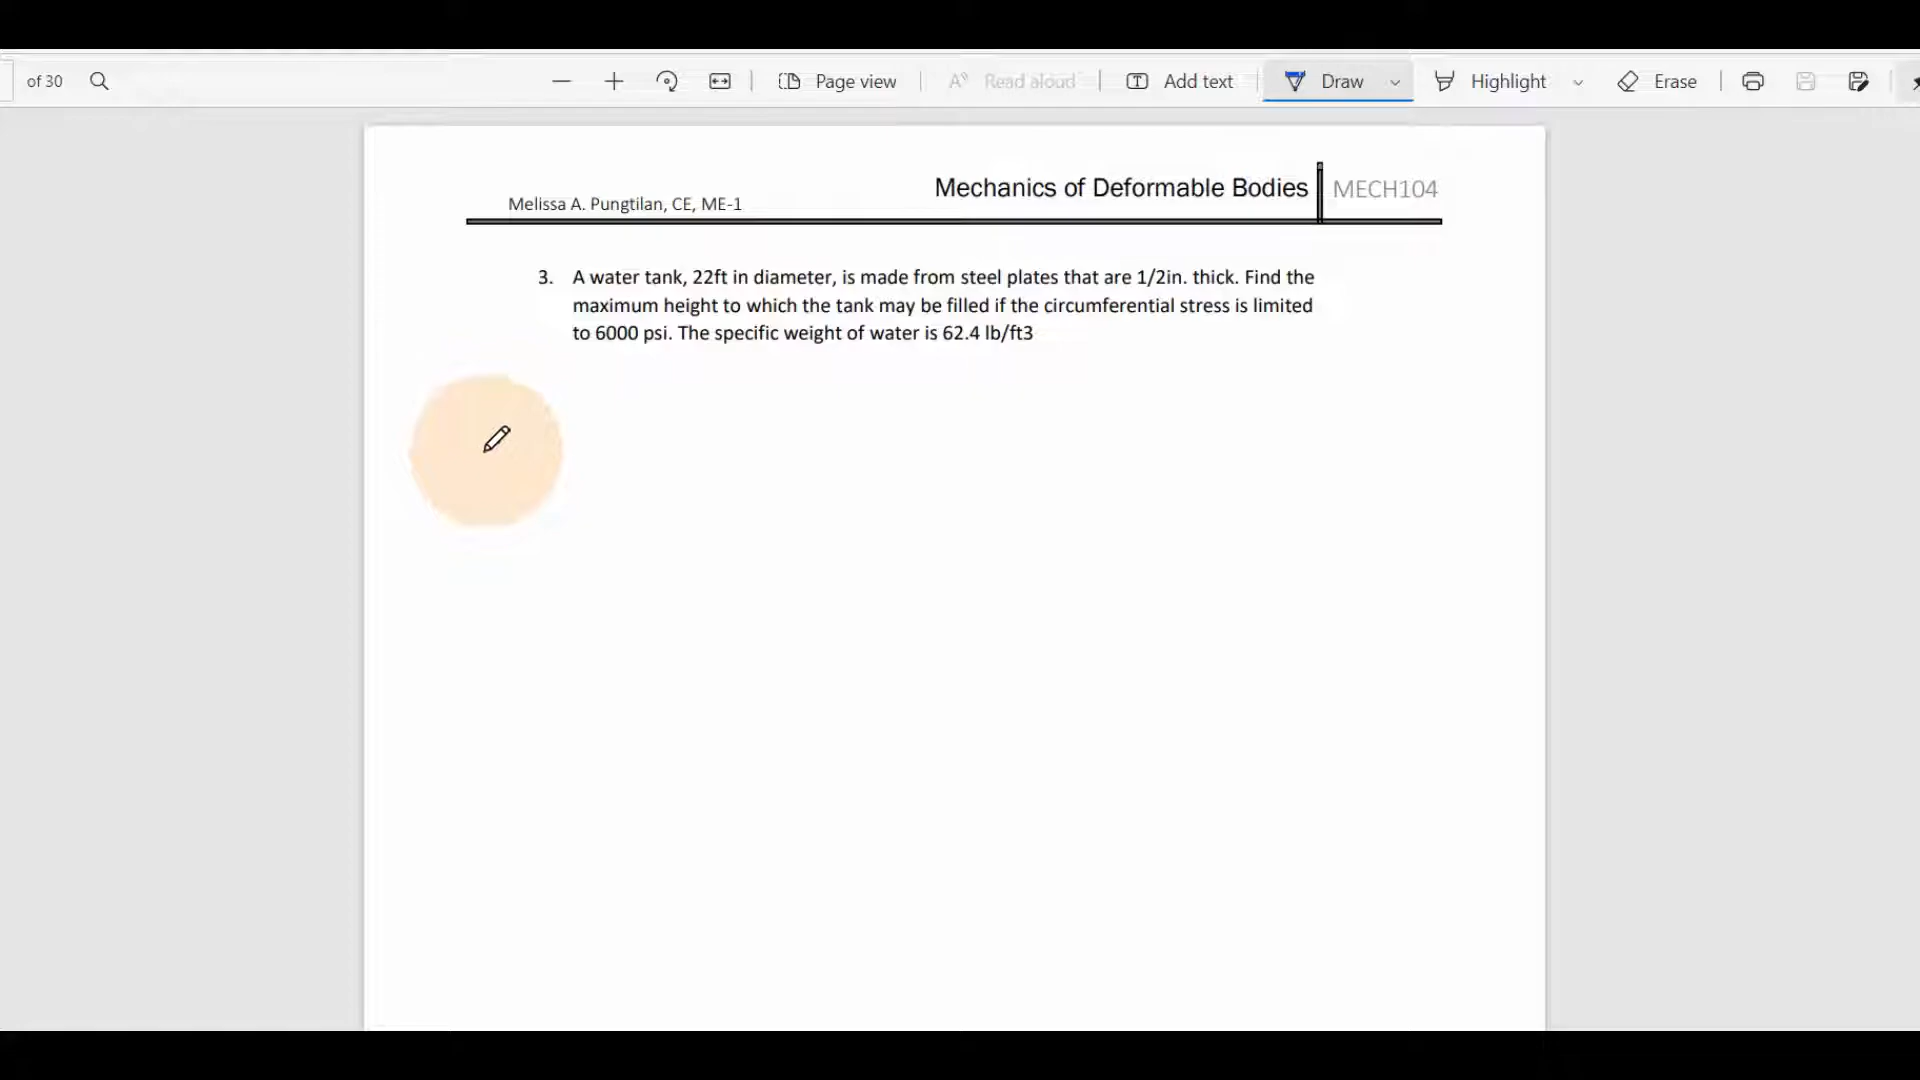 of 30
Page view
Read aloud
Add text
Draw
Highlight
Erase
Mechanics of Deformable Bodies
MECH104
Melissa A. Pungtilan, CE, ME-1
3. A water tank, 22ft in diameter, is made from steel plates that are 1/2in. thick. Find the
maximum height to which the tank may be filled if the circumferential stress is limited
to 6000 psi. The specific weight of water is 62.4 lb/ft3